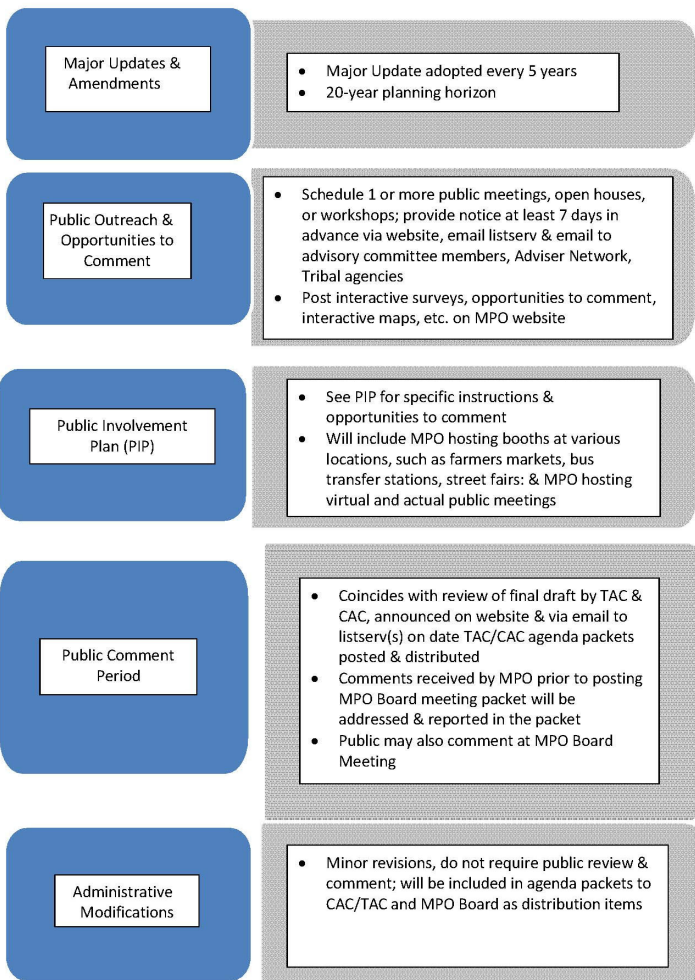 Major Updates &
Amendments
• Major Update adopted every 5 years
• 20-year planning horizon
Public Outreach &
Opportunities to
Comment
• Schedule 1 or more public meetings, open houses,
or workshops; provide notice at least 7 days in
advance via website, email listserv & email to
advisory committee members, Adviser Network,
Tribal agencies
• Post interactive surveys, opportunities to comment,
interactive maps, etc. on MPO website
Public Involvement
Plan (PIP)
• See PIP for specific instructions &
opportunities to comment
• Will include MPO hosting booths at various
locations, such as farmers markets, bus
transfer stations, street fairs: & MPO hosting
virtual and actual public meetings
Public Comment
Period
• Coincides with review of final draft by TAC &
CAC, announced on website & via email to
listserv(s) on date TAC/CAC agenda packets
posted & distributed
• Comments received by MPO prior to posting
MPO Board meeting packet will be
addressed & reported in the packet
• Public may also comment at MPO Board
Meeting
Administrative
Modifications
• Minor revisions, do not require public review &
comment; will be included in agenda packets to
CAC/TAC and MPO Board as distribution items